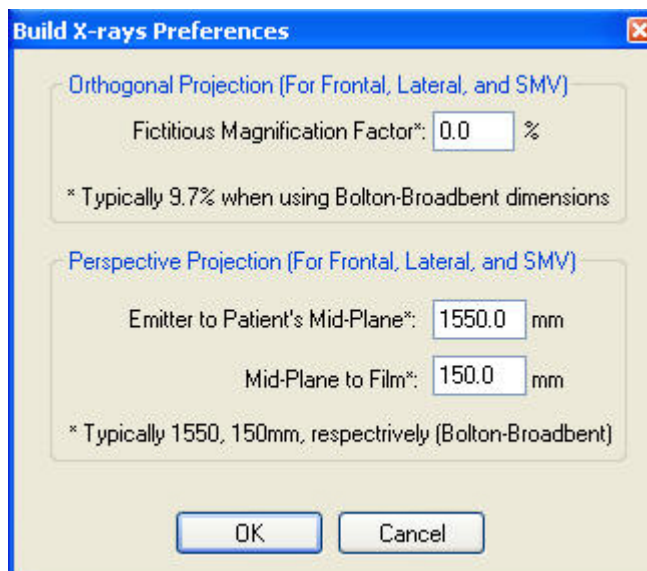 Build X-rays Preferences
Orthogonal Projection (For Frontal, Lateral, and SMV)
Fictitious Magnification Factor*: 0.0 %
* Typically 9.7% when using Bolton-Broadbent dimensions
Perspective Projection (For Frontal, Lateral, and SMV)
Emitter to Patient's Mid-Plane*: 1550.0 mm
Mid-Plane to Film*: 150.0 mm
* Typically 1550, 150mm, respectrively (Bolton-Broadbent)
OK Cancel